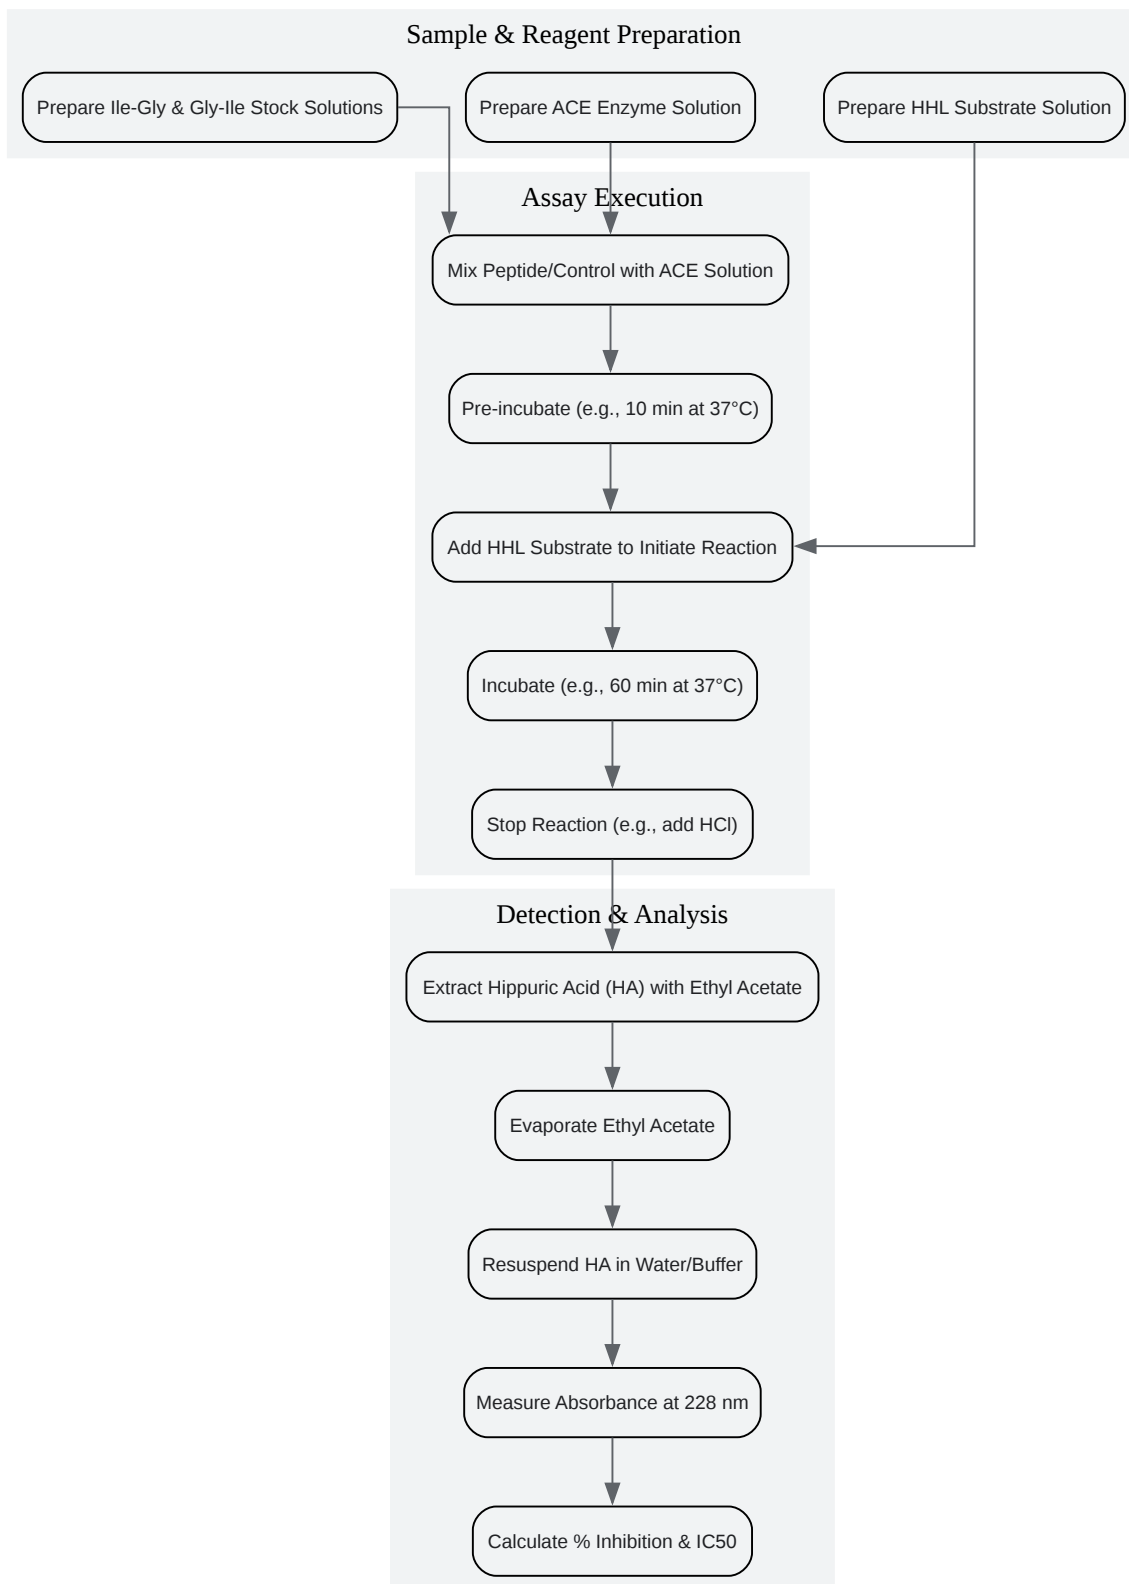 Sample & Reagent Preparation
Prepare Ile-Gly & Gly-Ile Stock Solutions
Prepare ACE Enzyme Solution
Prepare HHL Substrate Solution
Assay Execution
Mix Peptide/Control with ACE Solution
Pre-incubate (e.g., 10 min at 37°C)
Add HHL Substrate to Initiate Reaction
Incubate (e.g., 60 min at 37°C)
Stop Reaction (e.g., add HCl)
Detection & Analysis
Extract Hippuric Acid (HA) with Ethyl Acetate
Evaporate Ethyl Acetate
Resuspend HA in Water/Buffer
Measure Absorbance at 228 nm
Calculate % Inhibition & IC50